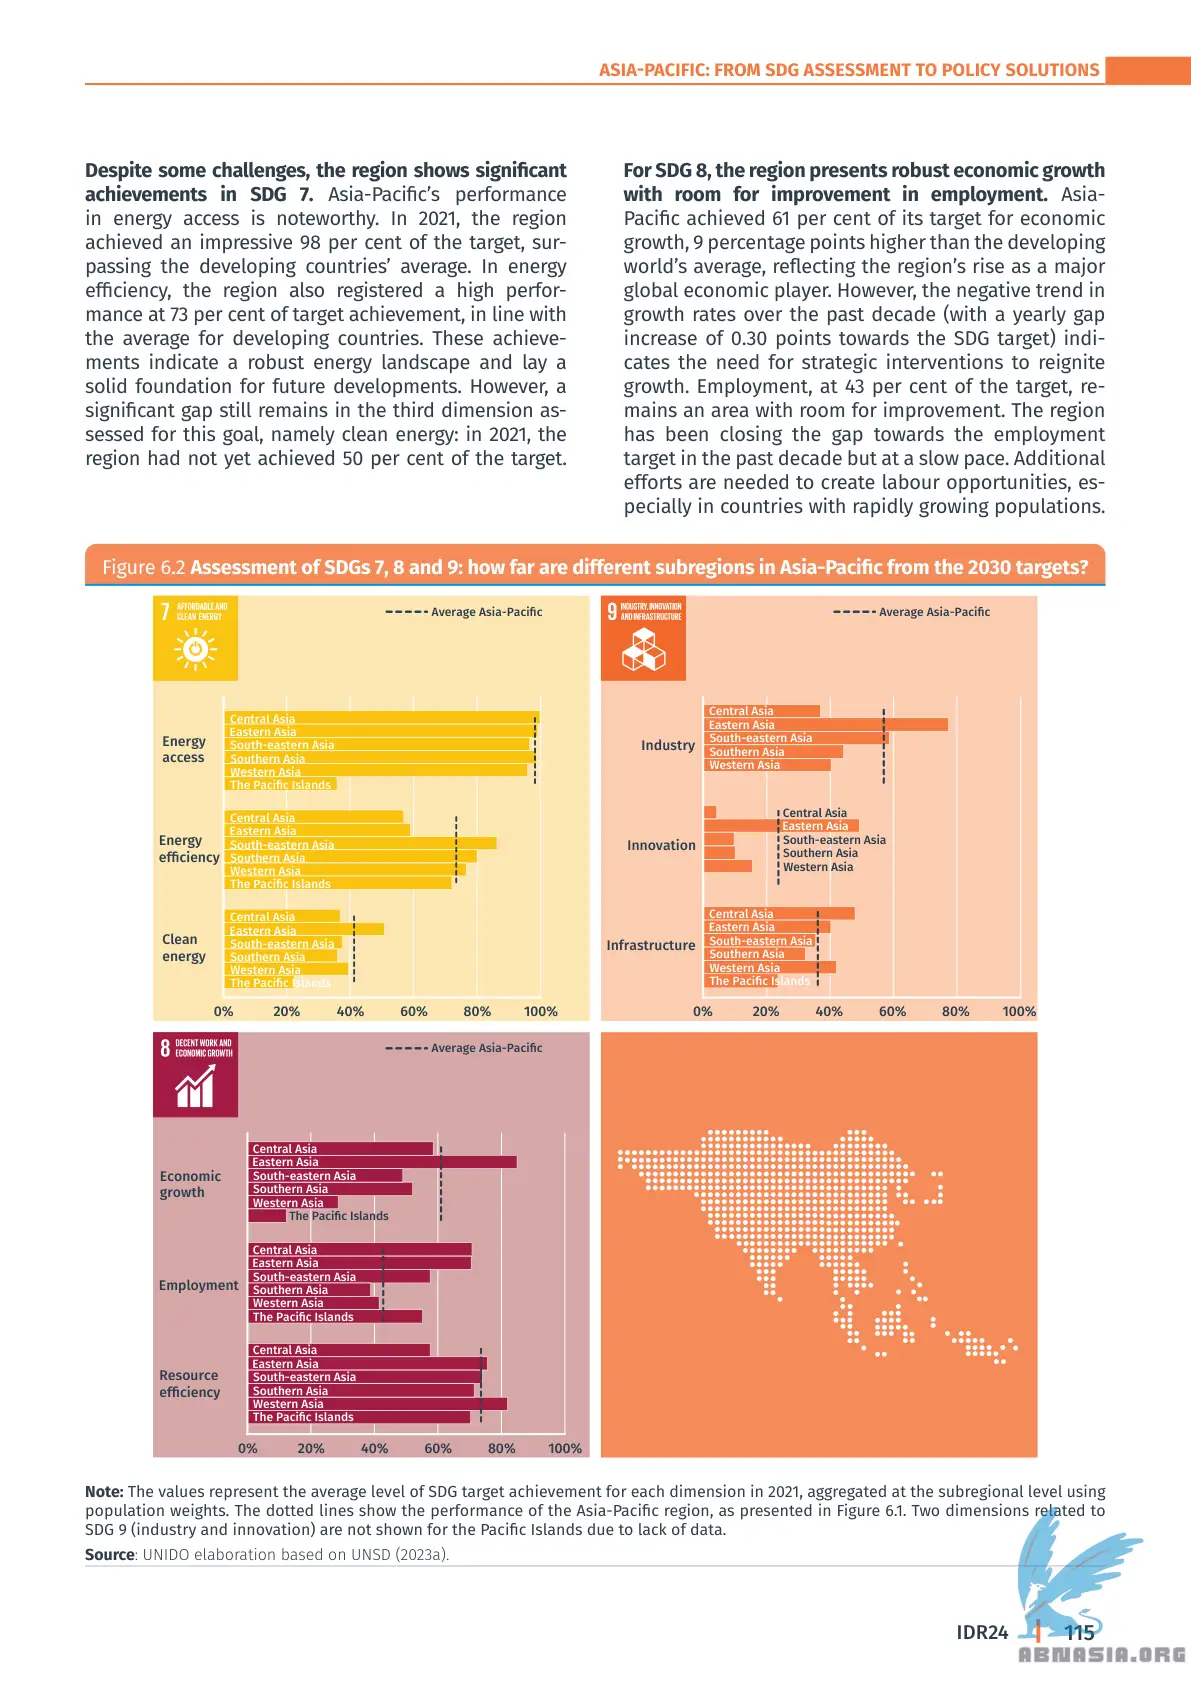 ASIA-PACIFIC: FROM SDG ASSESSMENT TO POLICY SOLUTIONS
Despite some challenges, the region shows significant
achievements in SDG 7. Asia-Pacific’s performance
in energy access is noteworthy. In 2021, the region
achieved an impressive 98 per cent of the target, sur-
passing the developing countries’ average. In energy
efficiency, the region also registered a high perfor-
mance at 73 per cent of target achievement, in line with
the average for developing countries. These achieve-
ments indicate a robust energy landscape and lay a
solid foundation for future developments. However, a
significant gap still remains in the third dimension as-
sessed for this goal, namely clean energy: in 2021, the
region had not yet achieved 50 per cent of the target.
For SDG 8, the region presents robust economic growth
with room for improvement in employment. Asia-
Pacific achieved 61 per cent of its target for economic
growth, 9 percentage points higher than the developing
world’s average, reflecting the region’s rise as a major
global economic player. However, the negative trend in
growth rates over the past decade (with a yearly gap
increase of 0.30 points towards the SDG target) indi-
cates the need for strategic interventions to reignite
growth. Employment, at 43 per cent of the target, re-
mains an area with room for improvement. The region
has been closing the gap towards the employment
target in the past decade but at a slow pace. Additional
efforts are needed to create labour opportunities, es-
pecially in countries with rapidly growing populations.
Figure 6.2 Assessment of SDGs 7, 8 and 9: how far are different subregions in Asia-Pacific from the 2030 targets?
7 AFFORDABLE AND
CLEAN ENERGY
Average Asia-Pacific
Energy
access
Central Asia
Eastern Asia
South-eastern Asia
Southern Asia
Western Asia
The Pacific Islands
Energy
efficiency
Central Asia
Eastern Asia
South-eastern Asia
Southern Asia
Western Asia
The Pacific Islands
Clean
energy
Central Asia
Eastern Asia
South-eastern Asia
Southern Asia
Western Asia
The Pacific Islands
0% 20% 40% 60% 80% 100%
9 INDUSTRY, INNOVATION
AND INFRASTRUCTURE
Average Asia-Pacific
Industry
Central Asia
Eastern Asia
South-eastern Asia
Southern Asia
Western Asia
Innovation
Central Asia
Eastern Asia
South-eastern Asia
Southern Asia
Western Asia
Infrastructure
Central Asia
Eastern Asia
South-eastern Asia
Southern Asia
Western Asia
The Pacific Islands
0% 20% 40% 60% 80% 100%
8 DECENT WORK AND
ECONOMIC GROWTH
Average Asia-Pacific
Economic
growth
Central Asia
Eastern Asia
South-eastern Asia
Southern Asia
Western Asia
The Pacific Islands
Employment
Central Asia
Eastern Asia
South-eastern Asia
Southern Asia
Western Asia
The Pacific Islands
Resource
efficiency
Central Asia
Eastern Asia
South-eastern Asia
Southern Asia
Western Asia
The Pacific Islands
0% 20% 40% 60% 80% 100%
Note: The values represent the average level of SDG target achievement for each dimension in 2021, aggregated at the subregional level using
population weights. The dotted lines show the performance of the Asia-Pacific region, as presented in Figure 6.1. Two dimensions related to
SDG 9 (industry and innovation) are not shown for the Pacific Islands due to lack of data.
Source: UNIDO elaboration based on UNSD (2023a).
IDR24 | 115
ABNASIA.ORG